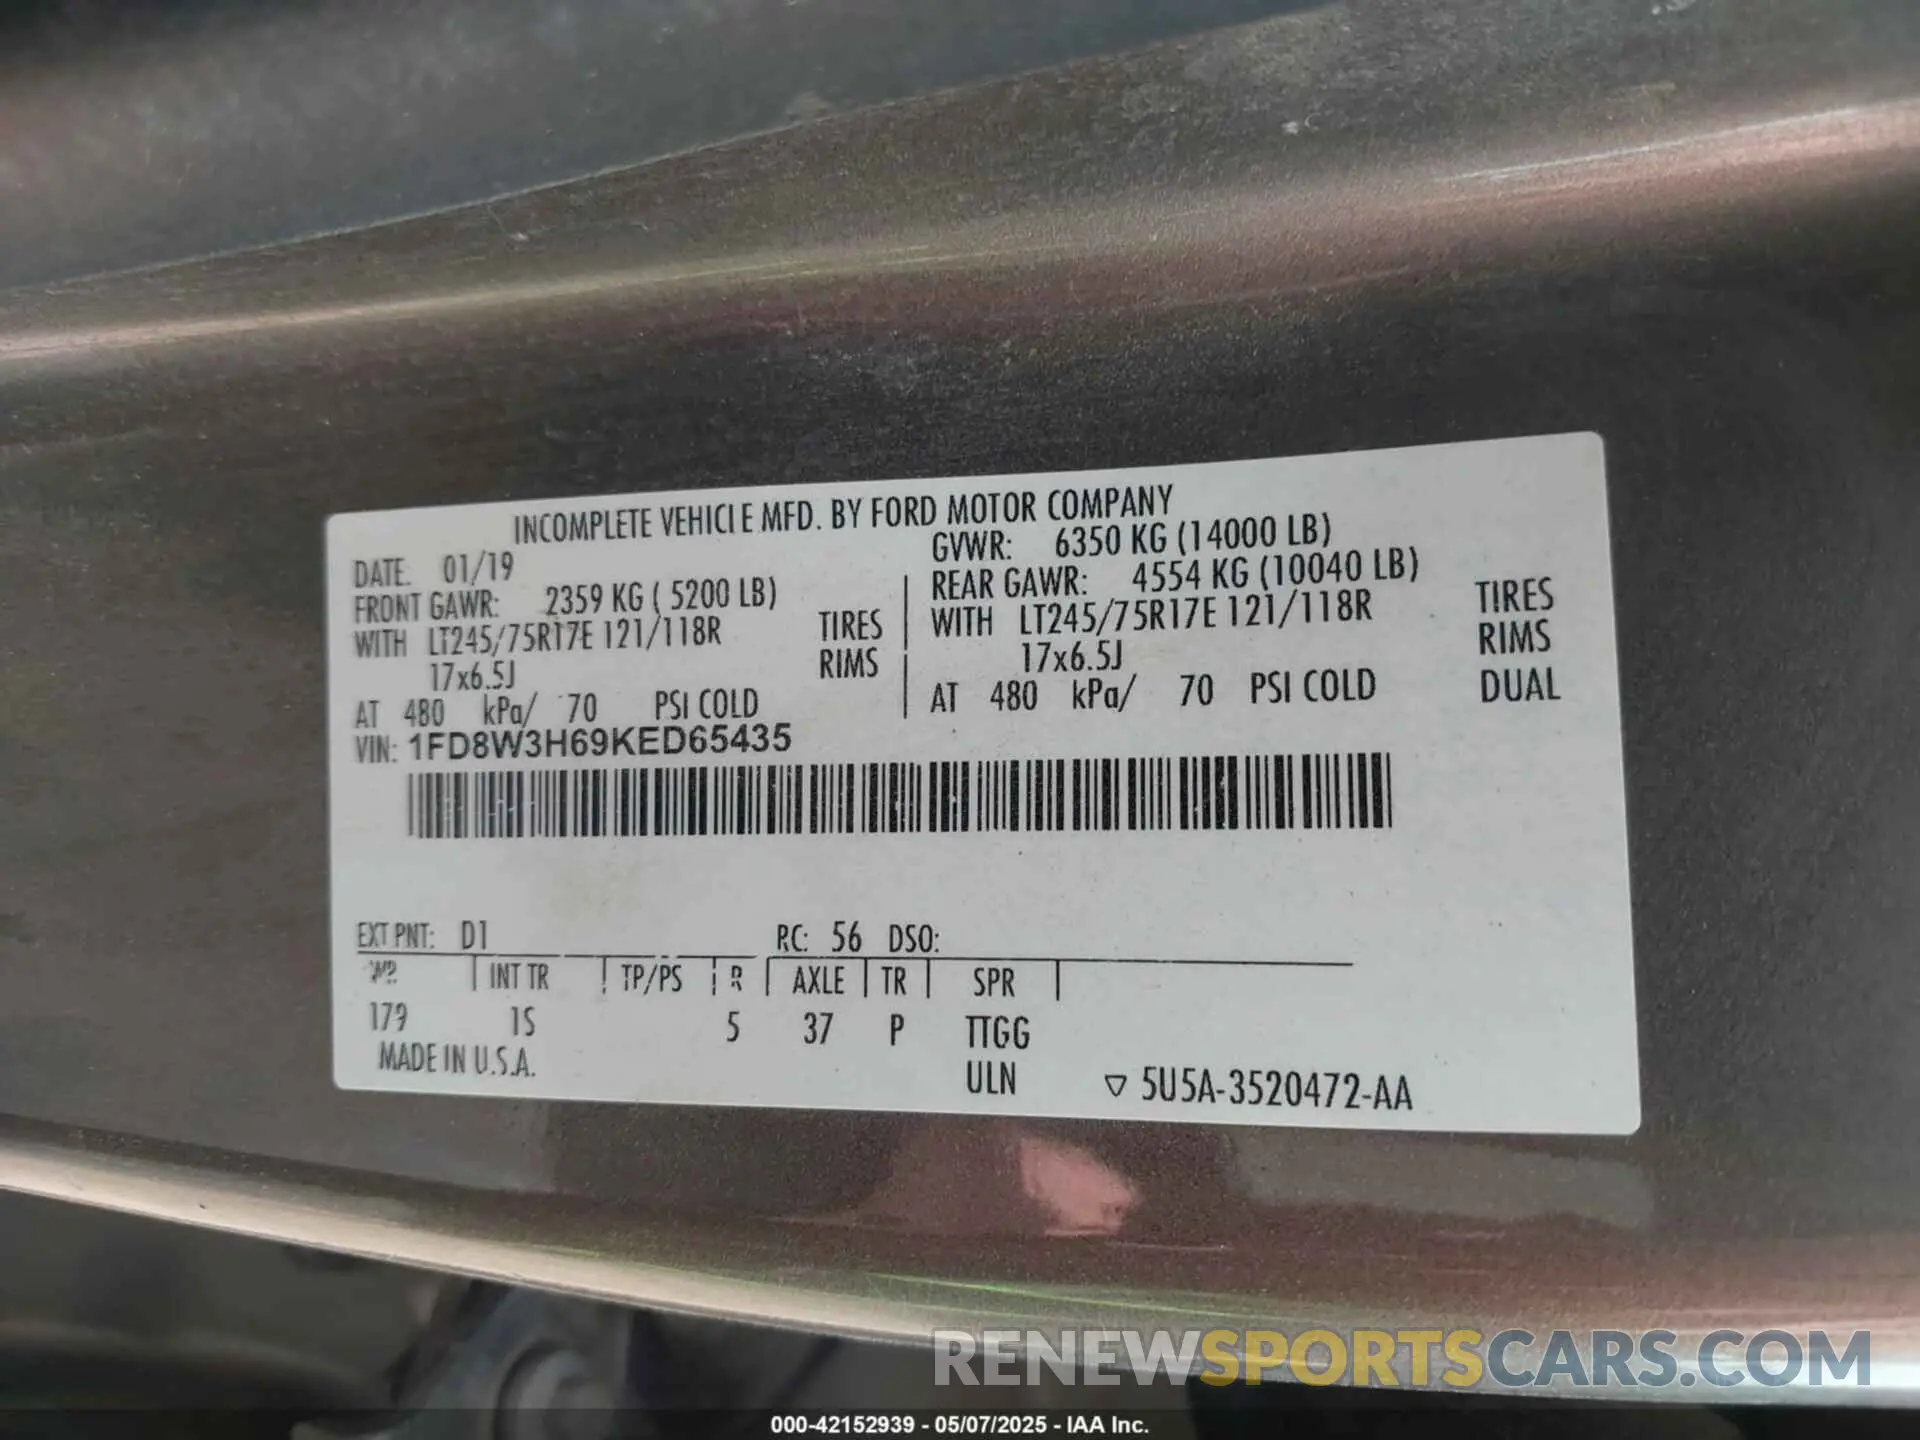 INCOMPLETE VEHICLE MFD. BY FORD MOTOR COMPANY
DATE: 01/19 GVWR: 6350 KG (14000 LB)
FRONT GAWR: 2359 KG ( 5200 LB) REAR GAWR: 4554 KG (10040 LB)
WITH LT245/75R17E 121/118R TIRES WITH LT245/75R17E 121/118R TIRES
17x6.5J RIMS 17x6.5J RIMS
AT 480 kPa/ 70 PSI COLD AT 480 kPa/ 70 PSI COLD DUAL
VIN: 1FD8W3H69KED65435
EXT PNT: D1 RC: 56 DSO:
WB INT TR TP/PS R AXLE TR SPR
179 1S 5 37 P TTGG
MADE IN U.S.A. ULN ▽ 5U5A-3520472-AA
RENEWSPORTSCARS.COM
000-42152939 - 05/07/2025 - IAA Inc.